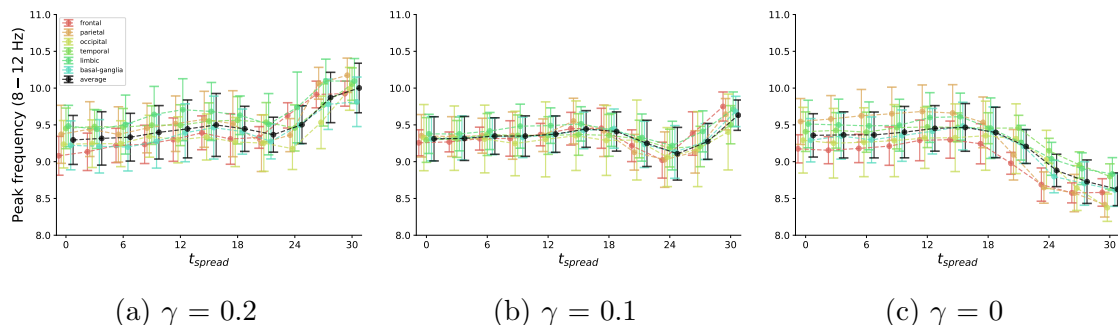 Peak frequency (8 − 12 Hz)
11.0
10.5
10.0
9.5
9.0
8.5
8.0
frontal
parietal
occipital
temporal
limbic
basal-ganglia
average
0 6 12 18 24 30
t_spread
(a) γ = 0.2
11.0
10.5
10.0
9.5
9.0
8.5
8.0
0 6 12 18 24 30
t_spread
(b) γ = 0.1
11.0
10.5
10.0
9.5
9.0
8.5
8.0
0 6 12 18 24 30
t_spread
(c) γ = 0